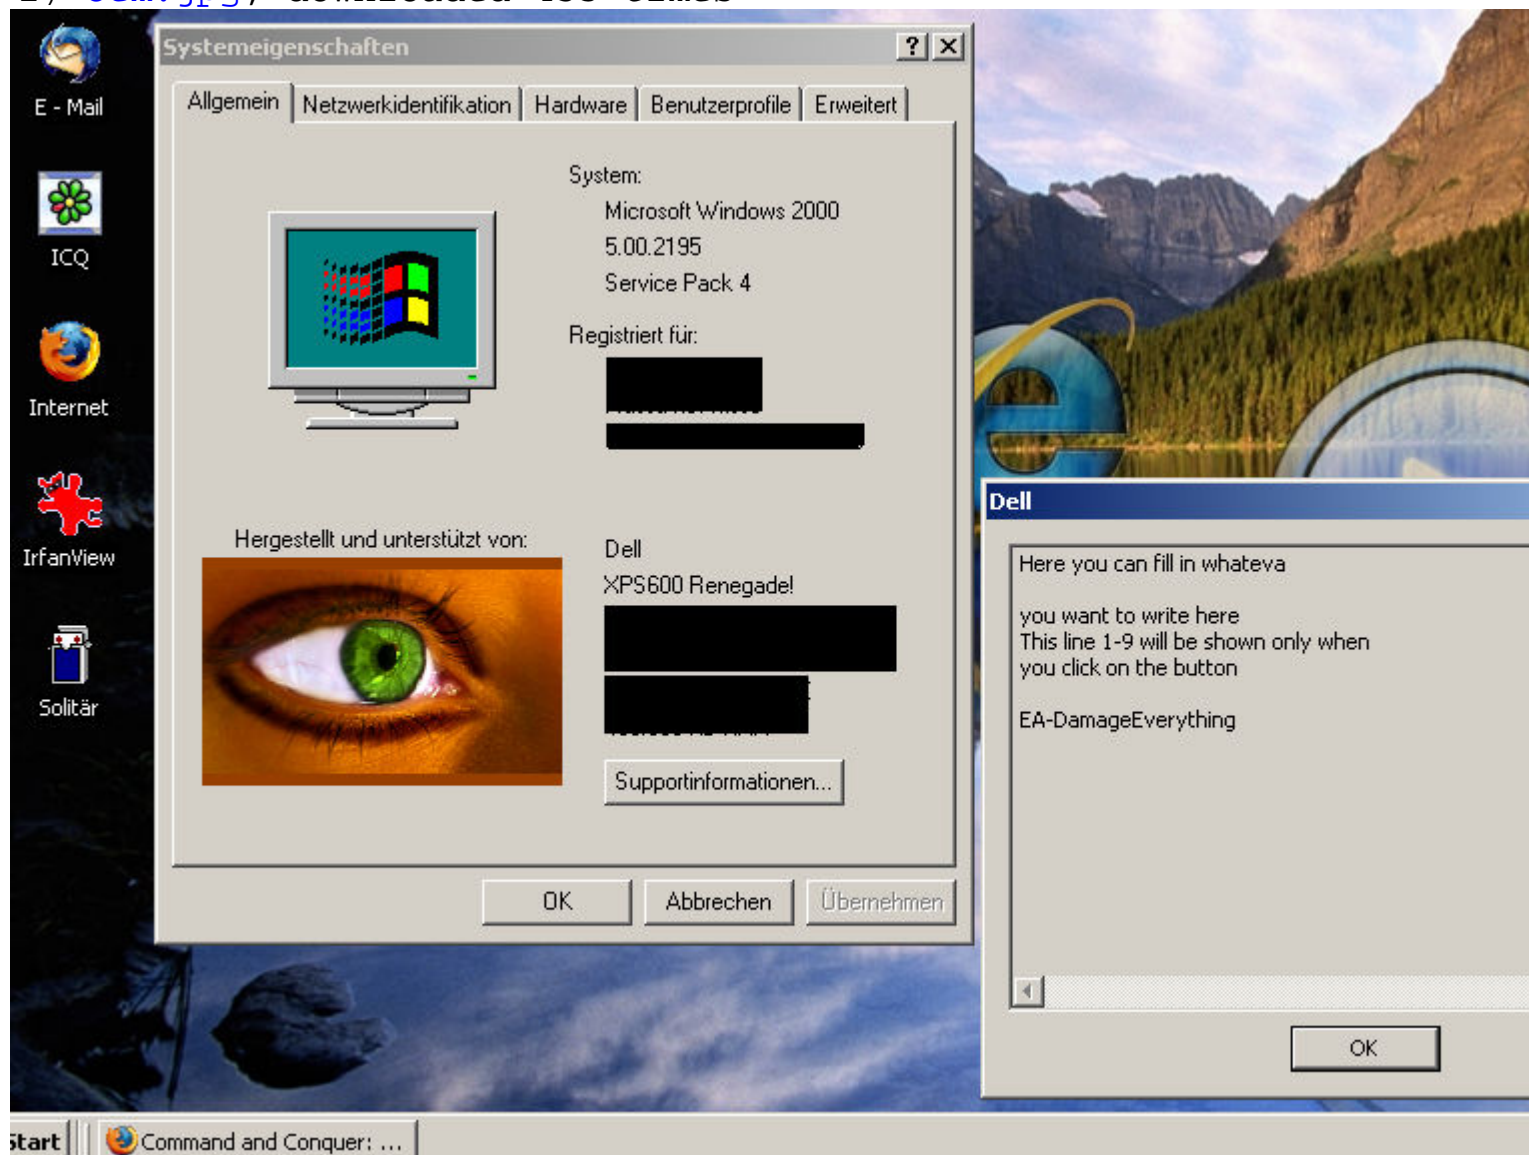 E - Mail
ICQ
Internet
IrfanView
Solitär
Systemeigenschaften
Allgemein
Netzwerkidentifikation
Hardware
Benutzerprofile
Erweitert
System:
Microsoft Windows 2000
5.00.2195
Service Pack 4
Registriert für:
Hergestellt und unterstützt von:
Dell
XPS600 Renegade!
Supportinformationen...
OK
Abbrechen
Übernehmen
Dell
Here you can fill in whateva
you want to write here
This line 1-9 will be shown only when
you click on the button
EA-DamageEverything
OK
Start
Command and Conquer: ...